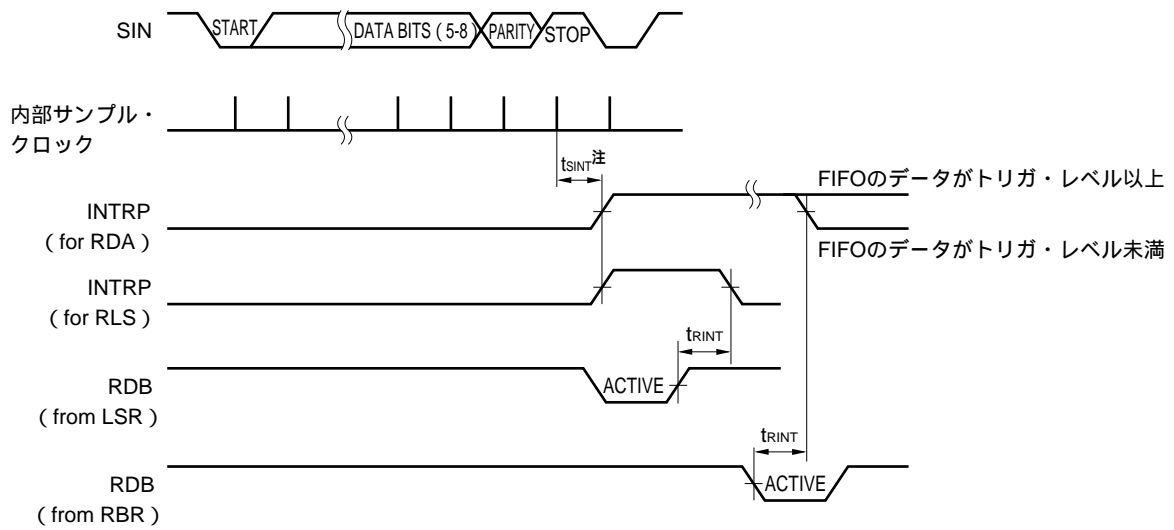 SIN
START
DATA BITS ( 5-8 )
PARITY
STOP
内部サンプル・
クロック
tSINT注
FIFOのデータがトリガ・レベル以上
INTRP
( for RDA )
FIFOのデータがトリガ・レベル未満
INTRP
( for RLS )
tRINT
RDB
( from LSR )
ACTIVE
tRINT
RDB
( from RBR )
ACTIVE